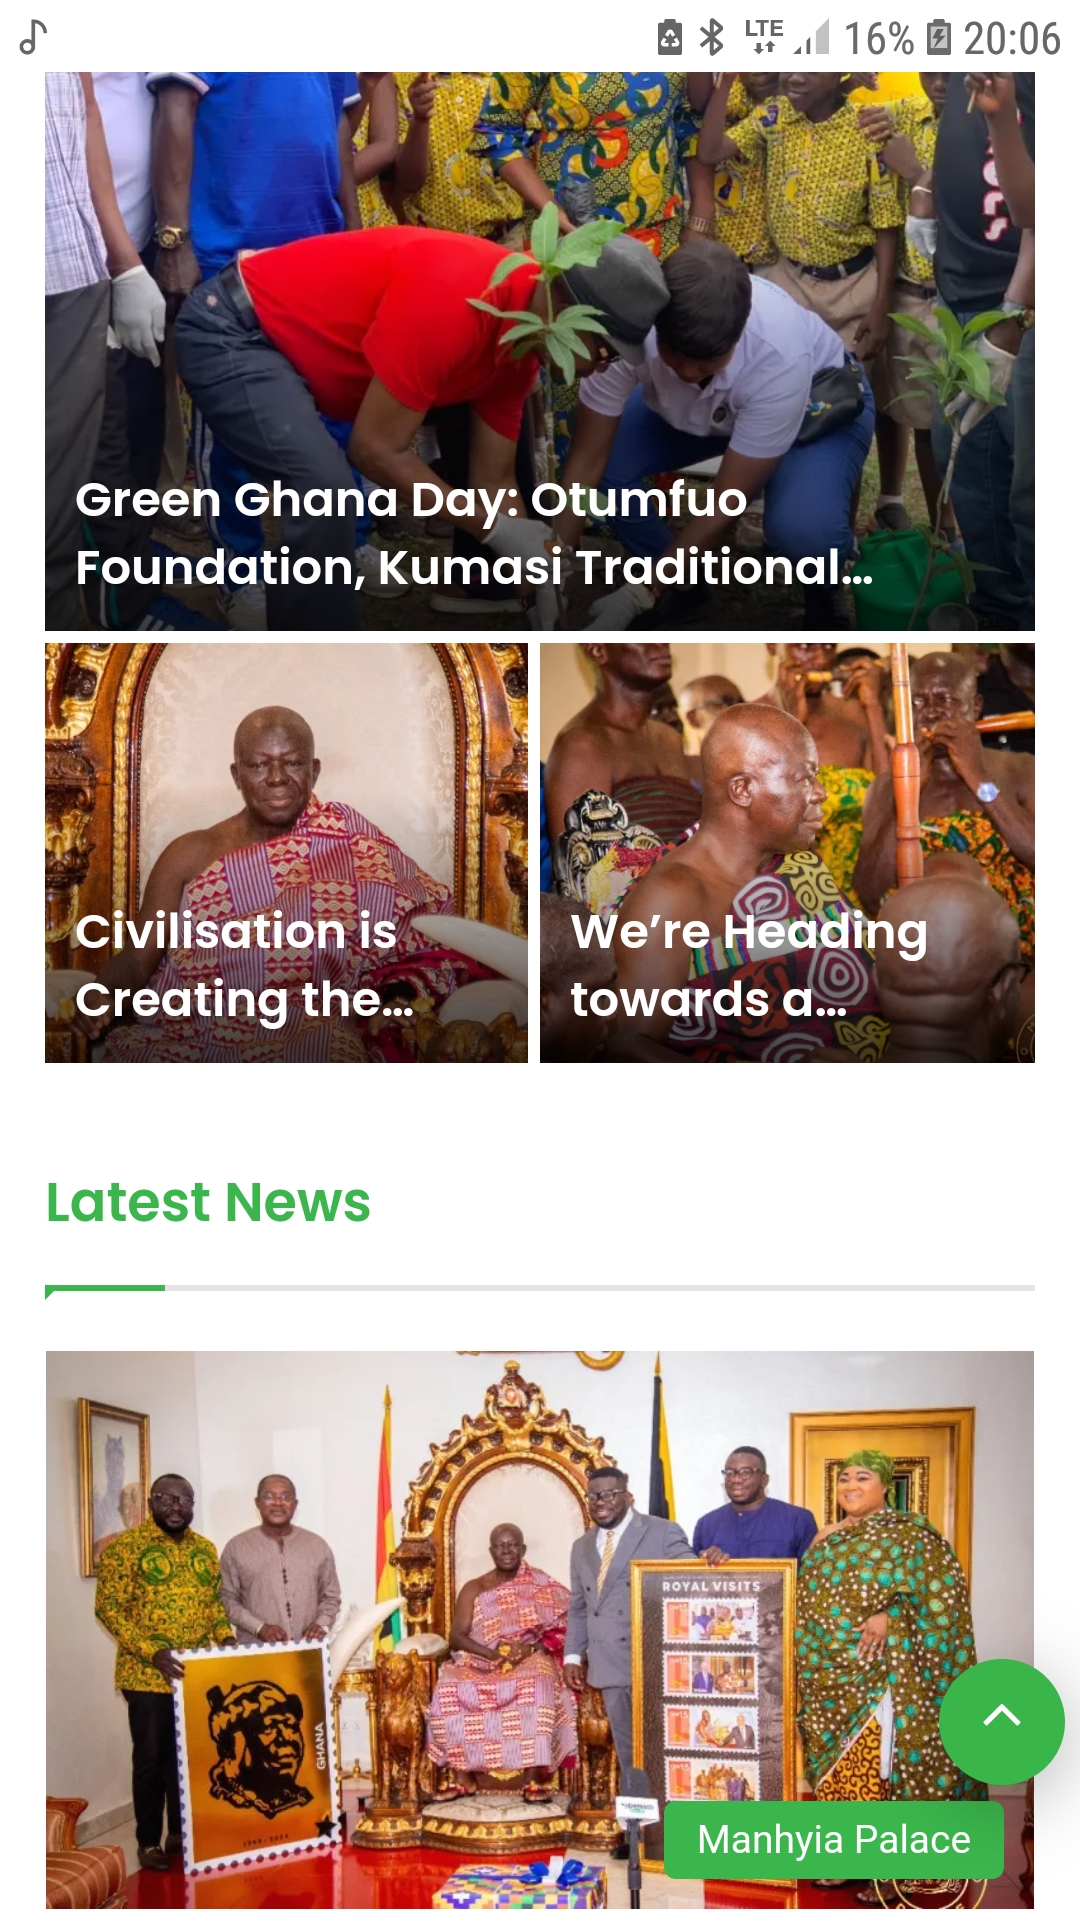 LTE
16%
20:06
Green Ghana Day: Otumfuo
Foundation, Kumasi Traditional...
Civilisation is
Creating the...
We’re Heading
towards a...
Latest News
ROYAL VISITS
GHANA
Manhyia Palace